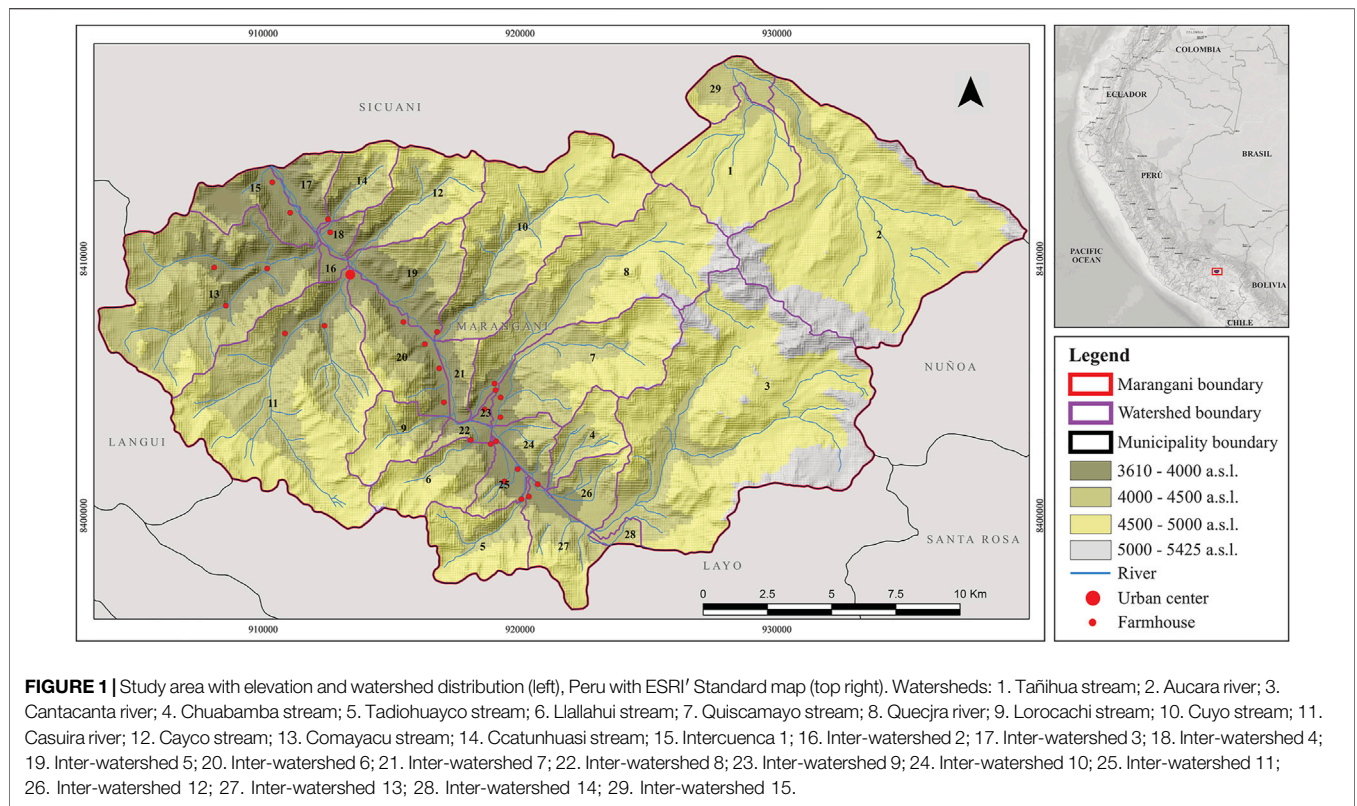 910000
920000
930000
SICUANI
29
1
2
15
17
14
12
18
10
8410000
8410000
16
19
8
13
MARANGANI
20
7
21
NUÑOA
3
11
23
LANGUI
9
22
24
4
6
25
26
8400000
8400000
28
SANTA ROSA
5
27
LAYO
0 2.5 5 7.5 10 Km
910000
920000
930000
COLOMBIA
ECUADOR
BRASIL
PERÚ
PACIFIC
OCEAN
BOLIVIA
CHILE
Legend
Marangani boundary
Watershed boundary
Municipality boundary
3610 - 4000 a.s.l.
4000 - 4500 a.s.l.
4500 - 5000 a.s.l.
5000 - 5425 a.s.l.
River
Urban center
Farmhouse
FIGURE 1 | Study area with elevation and watershed distribution (left), Peru with ESRI′ Standard map (top right). Watersheds: 1. Tañihua stream; 2. Aucara river; 3.
Cantacanta river; 4. Chuabamba stream; 5. Tadiohuayco stream; 6. Llallahui stream; 7. Quiscamayo stream; 8. Quecjra river; 9. Lorocachi stream; 10. Cuyo stream; 11.
Casuira river; 12. Cayco stream; 13. Comayacu stream; 14. Ccatunhuasi stream; 15. Intercuenca 1; 16. Inter-watershed 2; 17. Inter-watershed 3; 18. Inter-watershed 4;
19. Inter-watershed 5; 20. Inter-watershed 6; 21. Inter-watershed 7; 22. Inter-watershed 8; 23. Inter-watershed 9; 24. Inter-watershed 10; 25. Inter-watershed 11;
26. Inter-watershed 12; 27. Inter-watershed 13; 28. Inter-watershed 14; 29. Inter-watershed 15.